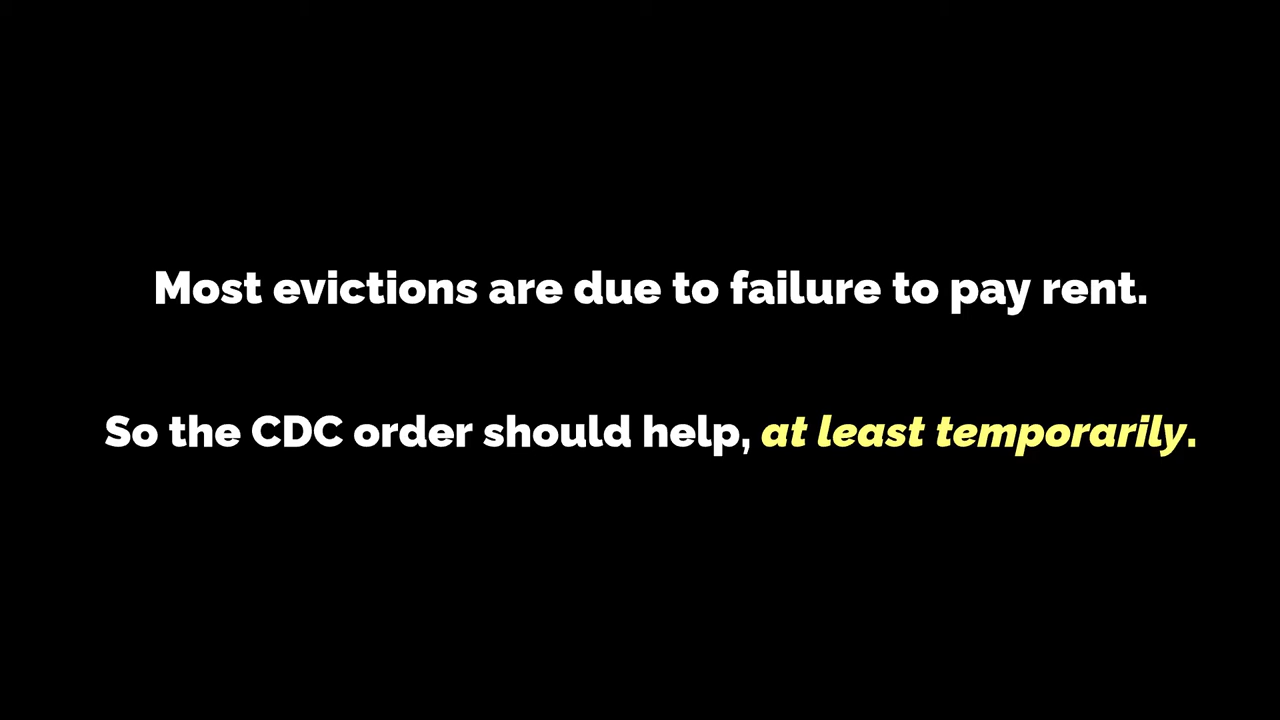 Most evictions are due to failure to pay rent.
So the CDC order should help, at least temporarily.